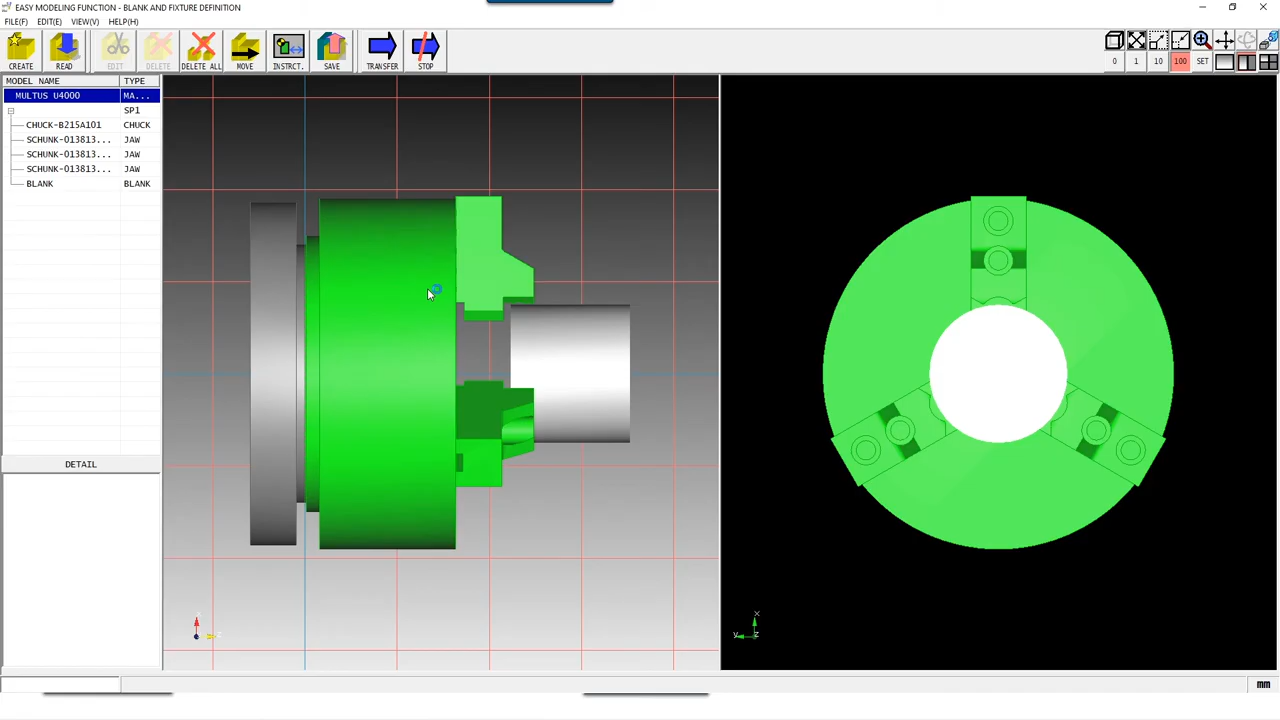 EASY MODELING FUNCTION - BLANK AND FIXTURE DEFINITION
FILE(F) EDIT(E) VIEW(V) HELP(H)
CREATE READ EDIT DELETE DELETE ALL MOVE INSTRCT. SAVE TRANSFER STOP
0 1 10 100 SET
MODEL NAME TYPE
MULTUS U4000 MA...
SP1
CHUCK-B215A101 CHUCK
SCHUNK-013813... JAW
SCHUNK-013813... JAW
SCHUNK-013813... JAW
BLANK BLANK
DETAIL
X
Z
X
Y Z
mm